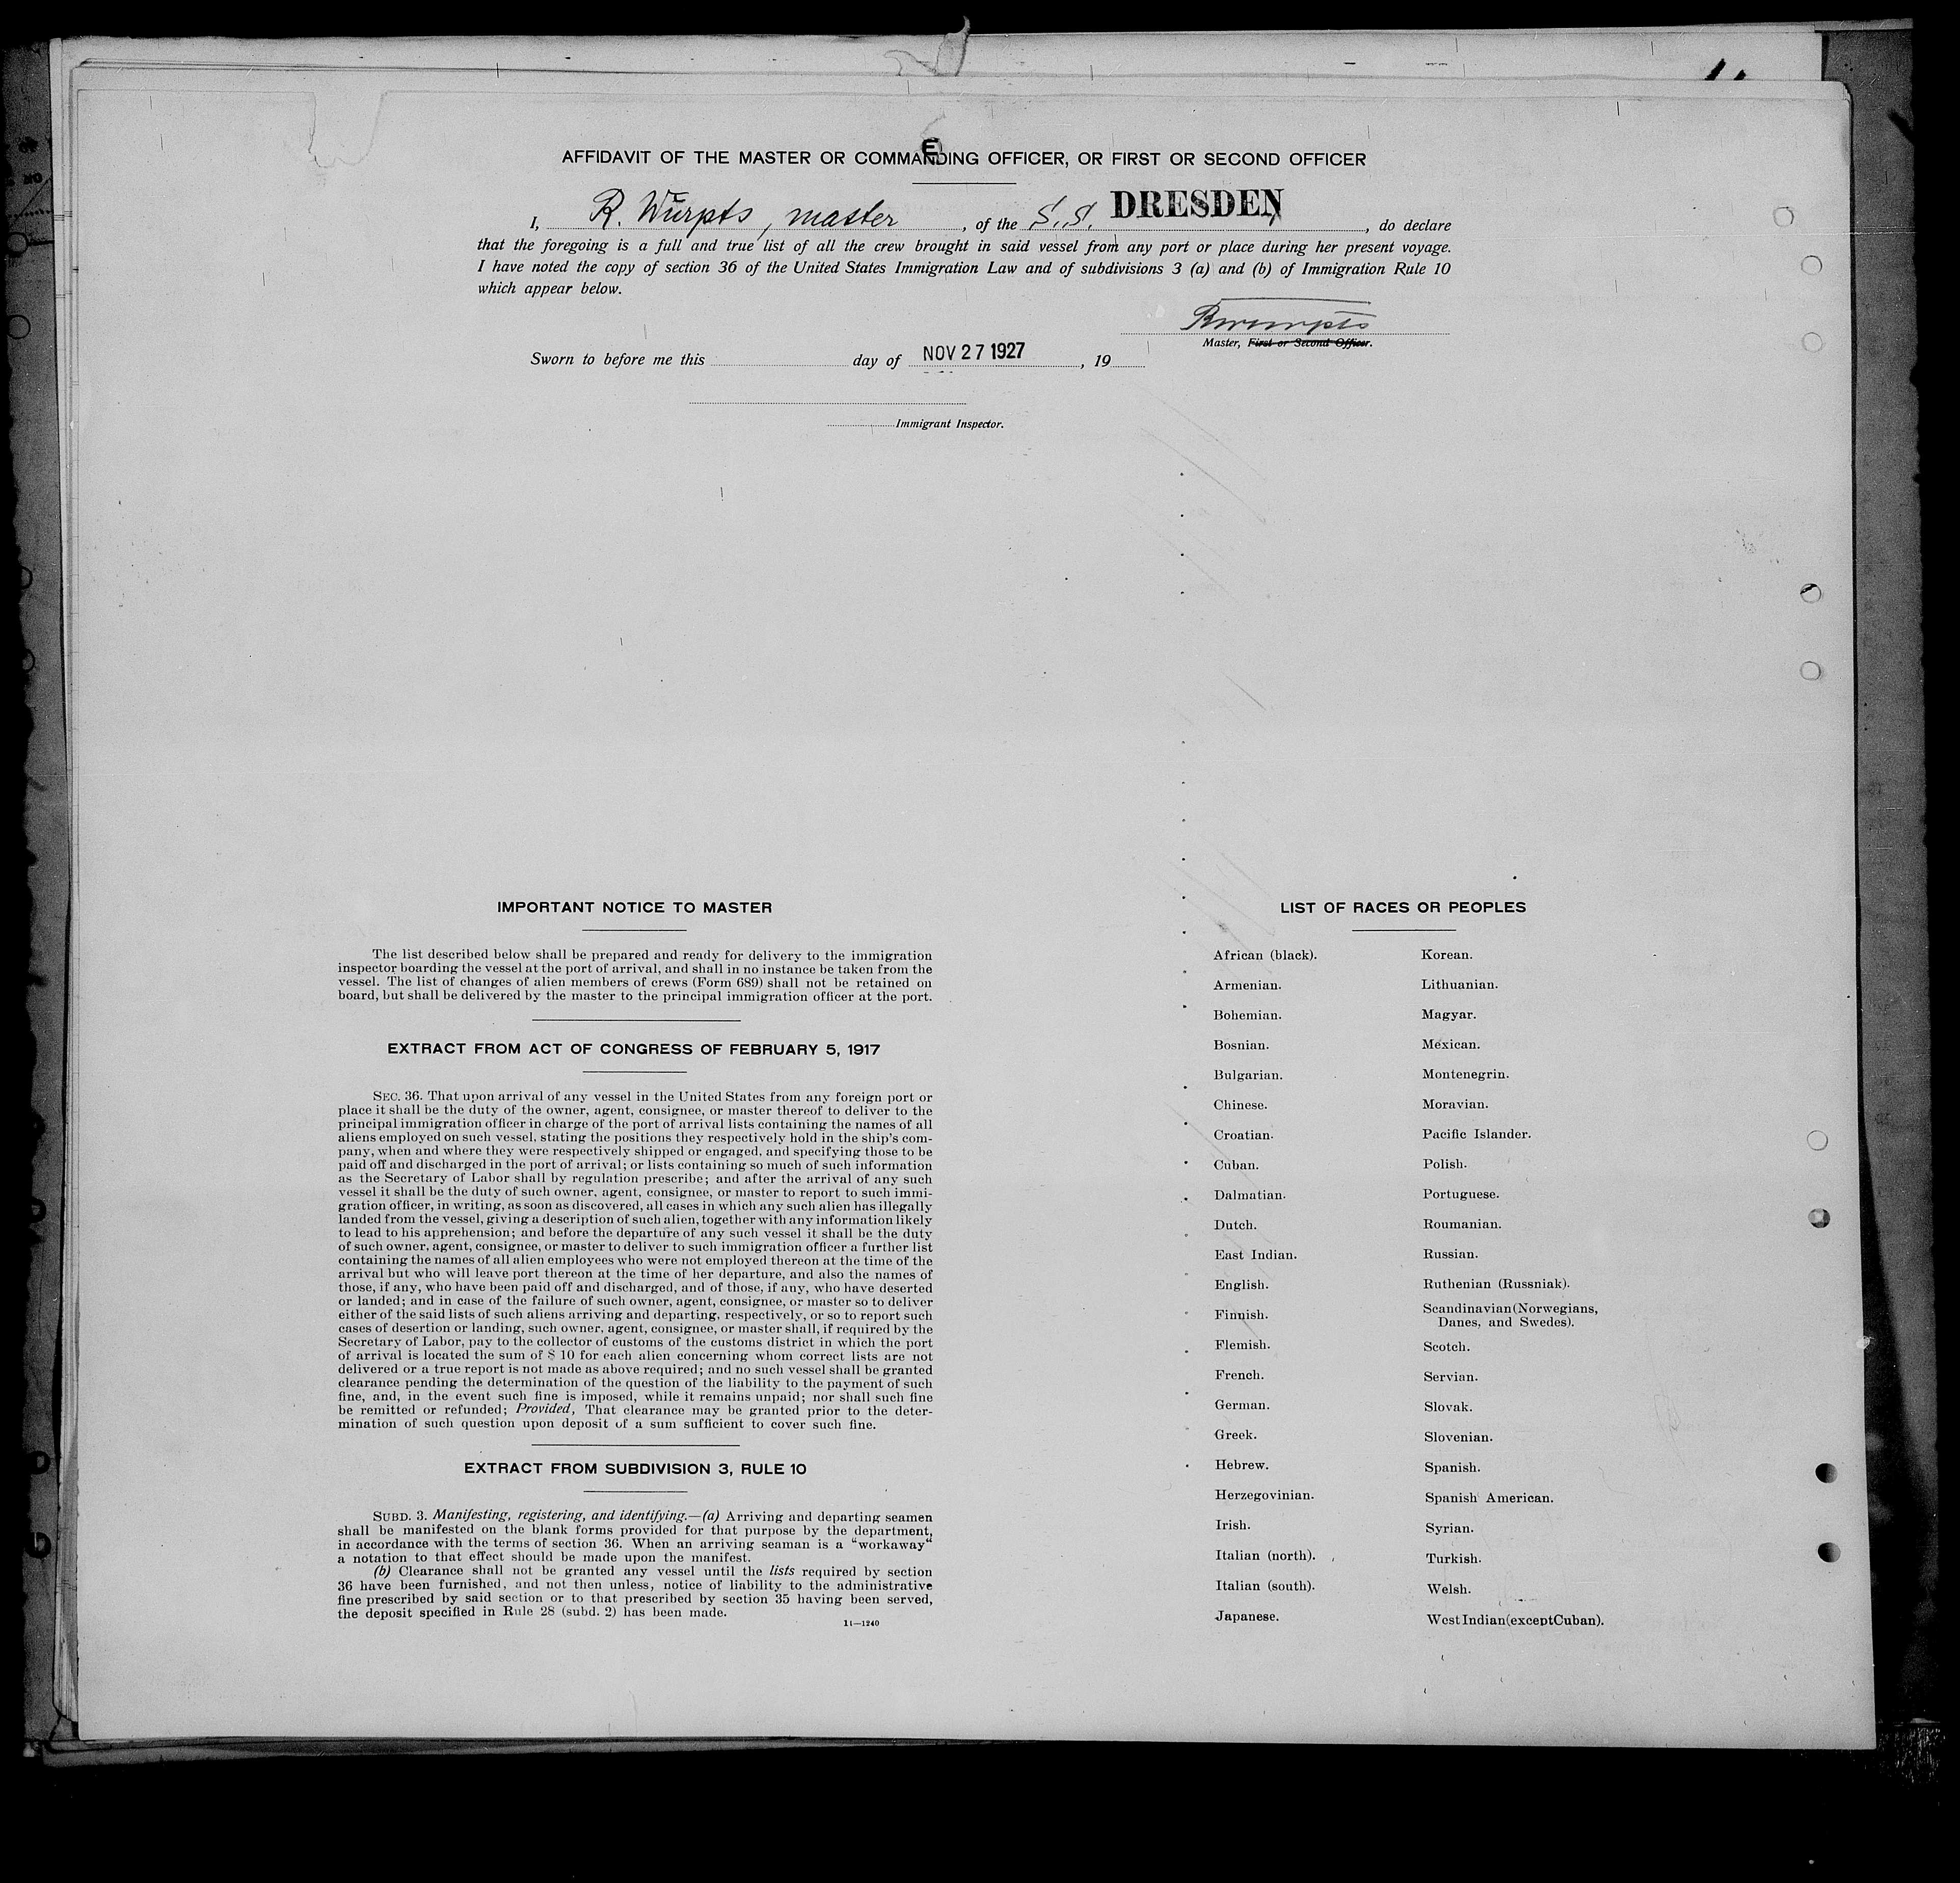 E
AFFIDAVIT OF THE MASTER OR COMMANDING OFFICER, OR FIRST OR SECOND OFFICER
I, R. Würpts, master, of the S.S. DRESDEN, do declare
that the foregoing is a full and true list of all the crew brought in said vessel from any port or place during her present voyage.
I have noted the copy of section 36 of the United States Immigration Law and of subdivisions 3 (a) and (b) of Immigration Rule 10
which appear below.
Rwurpts
Master, First or Second Officer.
Sworn to before me this day of NOV 27 1927, 19
Immigrant Inspector.
IMPORTANT NOTICE TO MASTER
The list described below shall be prepared and ready for delivery to the immigration
inspector boarding the vessel at the port of arrival, and shall in no instance be taken from the
vessel. The list of changes of alien members of crews (Form 689) shall not be retained on
board, but shall be delivered by the master to the principal immigration officer at the port.
EXTRACT FROM ACT OF CONGRESS OF FEBRUARY 5, 1917
SEC. 36. That upon arrival of any vessel in the United States from any foreign port or
place it shall be the duty of the owner, agent, consignee, or master thereof to deliver to the
principal immigration officer in charge of the port of arrival lists containing the names of all
aliens employed on such vessel, stating the positions they respectively hold in the ship's com-
pany, when and where they were respectively shipped or engaged, and specifying those to be
paid off and discharged in the port of arrival; or lists containing so much of such information
as the Secretary of Labor shall by regulation prescribe; and after the arrival of any such
vessel it shall be the duty of such owner, agent, consignee, or master to report to such immi-
gration officer, in writing, as soon as discovered, all cases in which any such alien has illegally
landed from the vessel, giving a description of such alien, together with any information likely
to lead to his apprehension; and before the departure of any such vessel it shall be the duty
of such owner, agent, consignee, or master to deliver to such immigration officer a further list
containing the names of all alien employees who were not employed thereon at the time of the
arrival but who will leave port thereon at the time of her departure, and also the names of
those, if any, who have been paid off and discharged, and of those, if any, who have deserted
or landed; and in case of the failure of such owner, agent, consignee, or master so to deliver
either of the said lists of such aliens arriving and departing, respectively, or so to report such
cases of desertion or landing, such owner, agent, consignee, or master shall, if required by the
Secretary of Labor, pay to the collector of customs of the customs district in which the port
of arrival is located the sum of $ 10 for each alien concerning whom correct lists are not
delivered or a true report is not made as above required; and no such vessel shall be granted
clearance pending the determination of the question of the liability to the payment of such
fine, and, in the event such fine is imposed, while it remains unpaid; nor shall such fine
be remitted or refunded; Provided, That clearance may be granted prior to the deter-
mination of such question upon deposit of a sum sufficient to cover such fine.
EXTRACT FROM SUBDIVISION 3, RULE 10
SUBD. 3. Manifesting, registering, and identifying.—(a) Arriving and departing seamen
shall be manifested on the blank forms provided for that purpose by the department,
in accordance with the terms of section 36. When an arriving seaman is a “workaway“
a notation to that effect should be made upon the manifest.
(b) Clearance shall not be granted any vessel until the lists required by section
36 have been furnished, and not then unless, notice of liability to the administrative
fine prescribed by said section or to that prescribed by section 35 having been served,
the deposit specified in Rule 28 (subd. 2) has been made.
11—1240
LIST OF RACES OR PEOPLES
African (black).
Armenian.
Bohemian.
Bosnian.
Bulgarian.
Chinese.
Croatian.
Cuban.
Dalmatian.
Dutch.
East Indian.
English.
Finnish.
Flemish.
French.
German.
Greek.
Hebrew.
Herzegovinian.
Irish.
Italian (north).
Italian (south).
Japanese.
Korean.
Lithuanian.
Magyar.
Mexican.
Montenegrin.
Moravian.
Pacific Islander.
Polish.
Portuguese.
Roumanian.
Russian.
Ruthenian (Russniak).
Scandinavian (Norwegians,
Danes, and Swedes).
Scotch.
Servian.
Slovak.
Slovenian.
Spanish.
Spanish American.
Syrian.
Turkish.
Welsh.
West Indian (except Cuban).